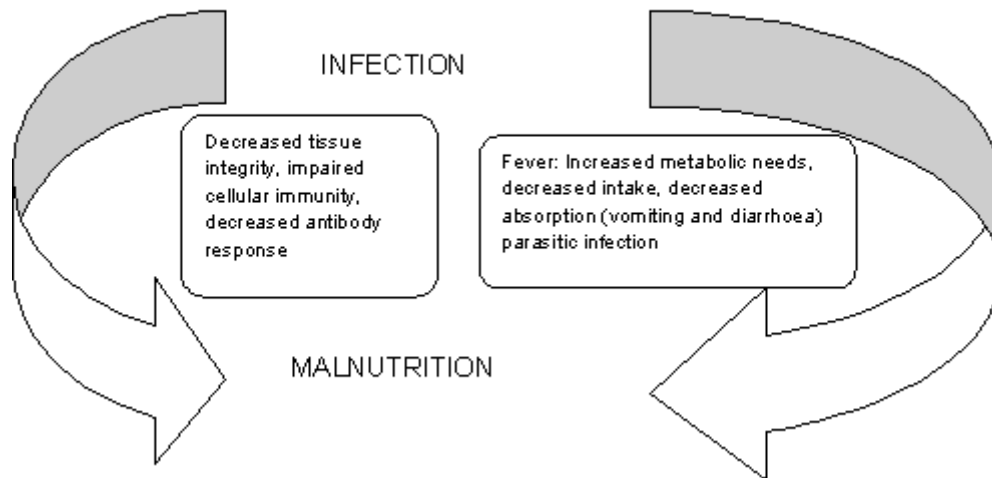 INFECTION
Decreased tissue
integrity, impaired
cellular immunity,
decreased antibody
response
Fever: Increased metabolic needs,
decreased intake, decreased
absorption (vomiting and diarrhoea)
parasitic infection
MALNUTRITION